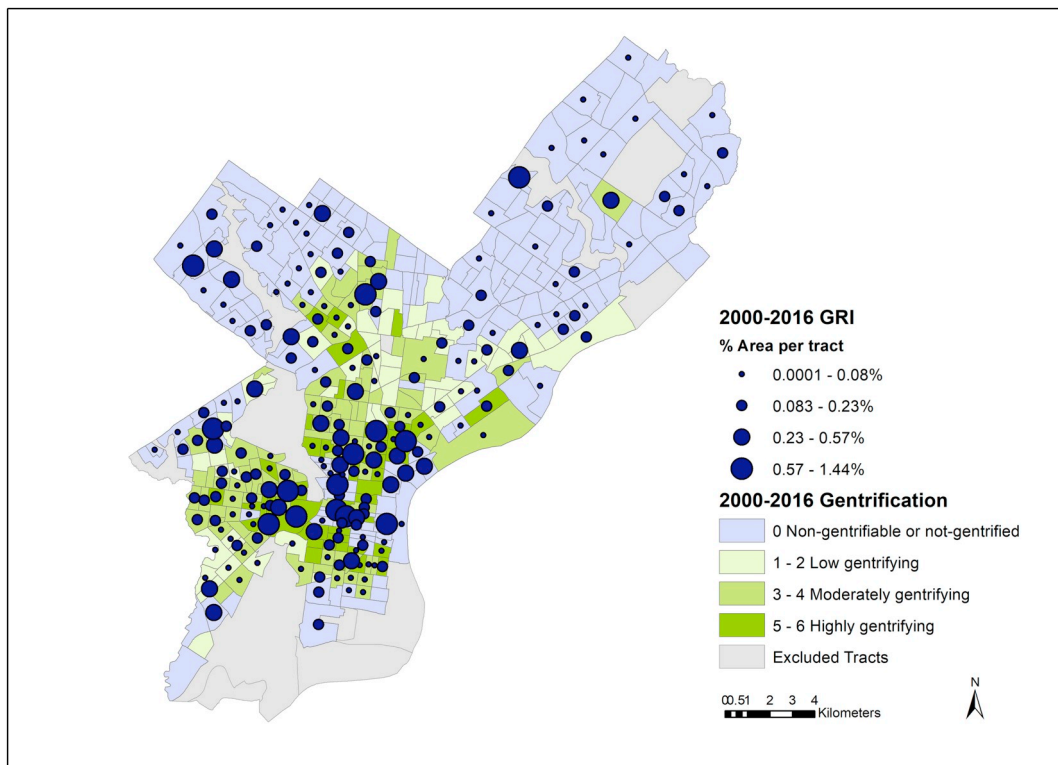 2000-2016 GRI
% Area per tract
0.0001 - 0.08%
0.083 - 0.23%
0.23 - 0.57%
0.57 - 1.44%
2000-2016 Gentrification
0 Non-gentrifiable or not-gentrified
1 - 2 Low gentrifying
3 - 4 Moderately gentrifying
5 - 6 Highly gentrifying
Excluded Tracts
N
00.51 2 3 4
Kilometers